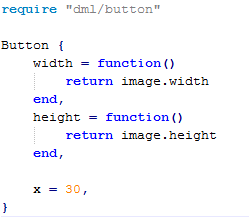 require "dml/button"

Button {
    width = function()
        return image.width
    end,
    height = function()
        return image.height
    end,

    x = 30,
}